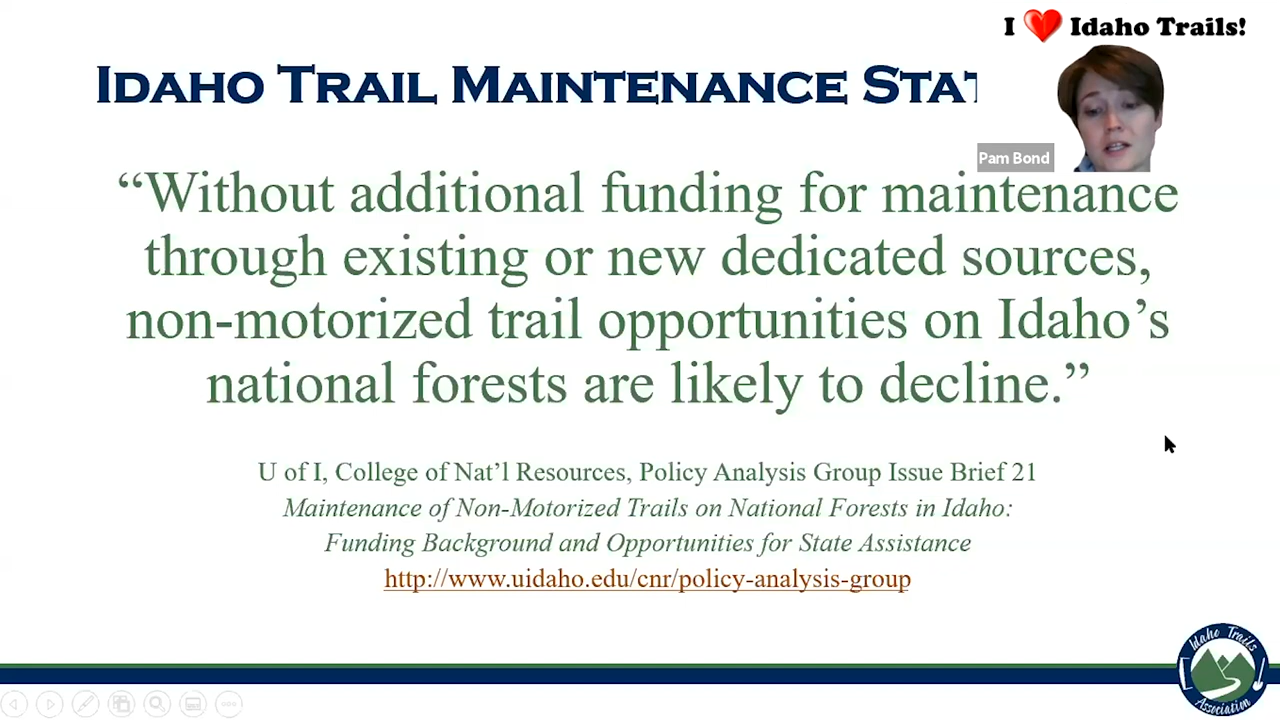 I ❤ Idaho Trails!
IDAHO TRAIL MAINTENANCE STAT
Pam Bond
“Without additional funding for maintenance
through existing or new dedicated sources,
non-motorized trail opportunities on Idaho’s
national forests are likely to decline.”
U of I, College of Nat’l Resources, Policy Analysis Group Issue Brief 21
Maintenance of Non-Motorized Trails on National Forests in Idaho:
Funding Background and Opportunities for State Assistance
http://www.uidaho.edu/cnr/policy-analysis-group
Idaho Trails
Association